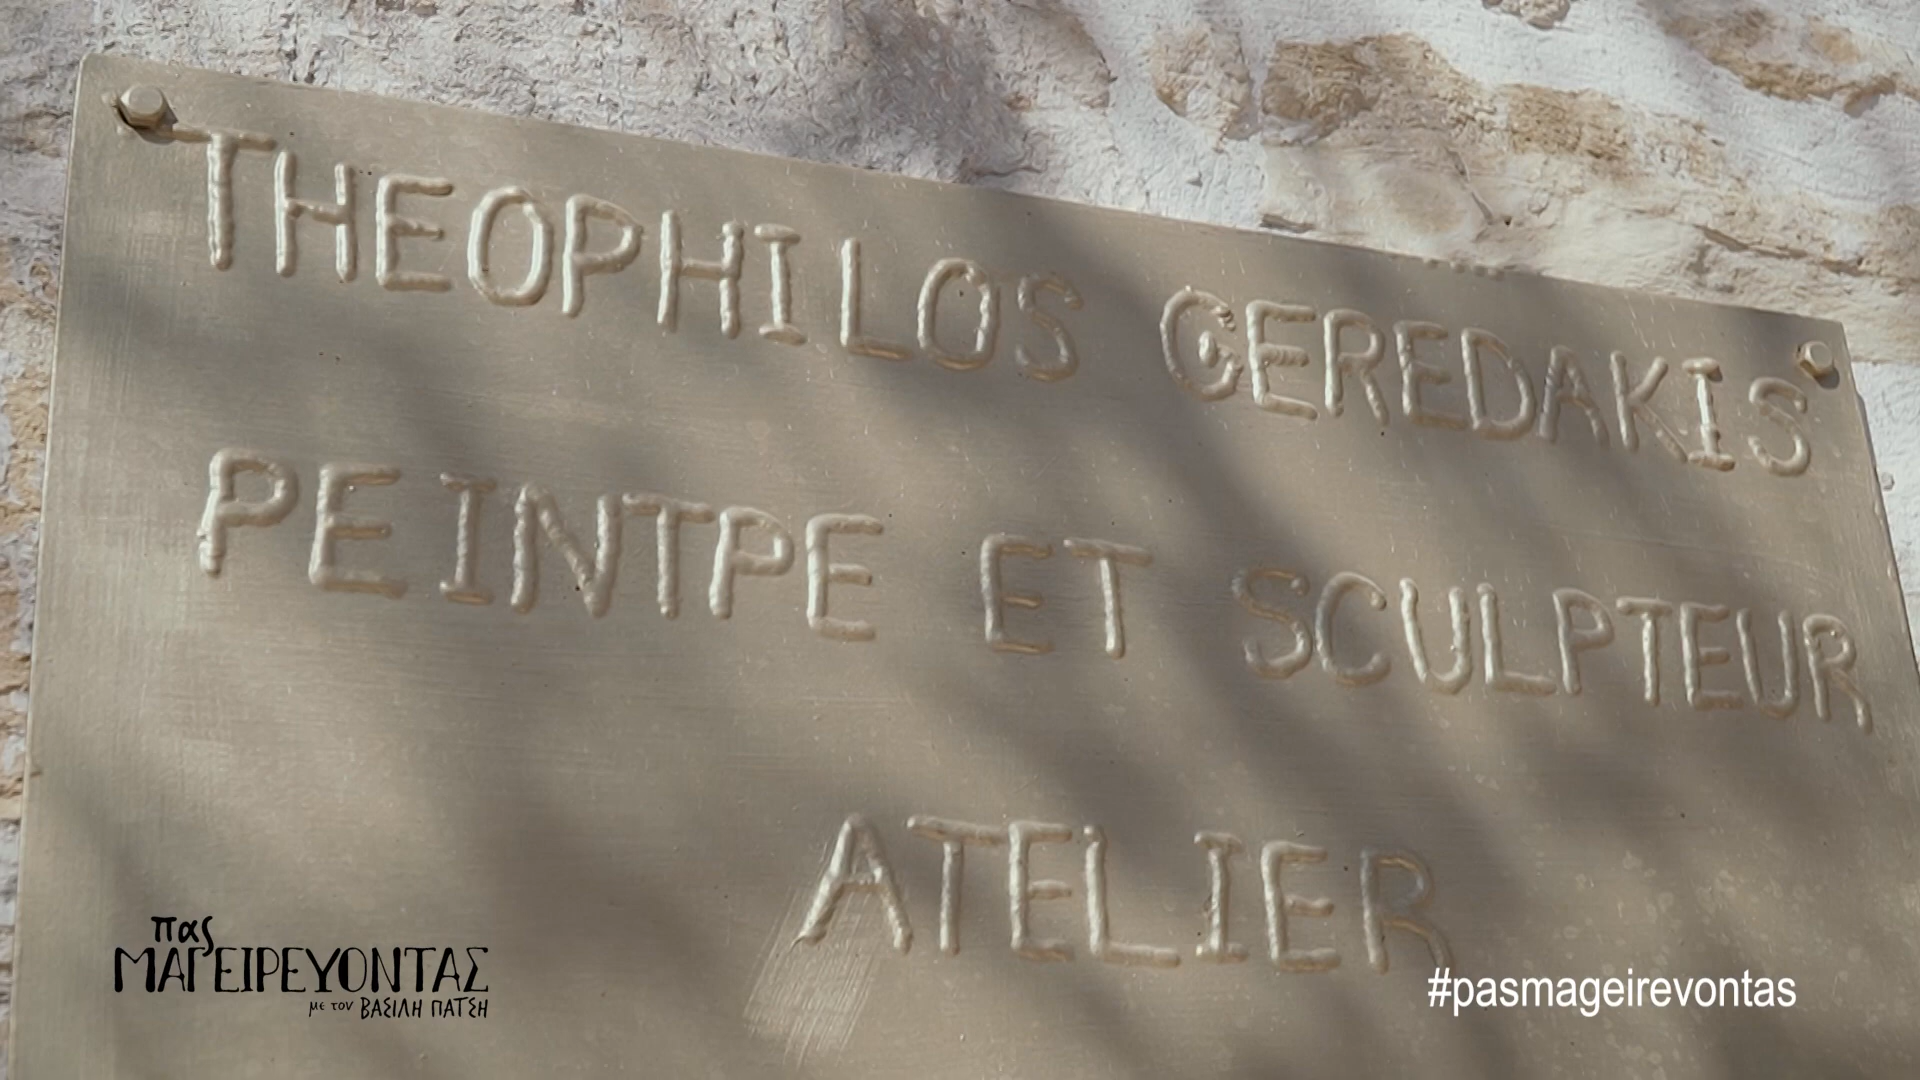 THEOPHILOS GEREDAKIS
PEINTPE ET SCULPTEUR
ATELIER
πας
ΜΑΓΕΙΡΕΥΟΝΤΑΣ
με τον ΒΑΣΙΛΗ ΠΑΤΣΗ
#pasmageirevontas